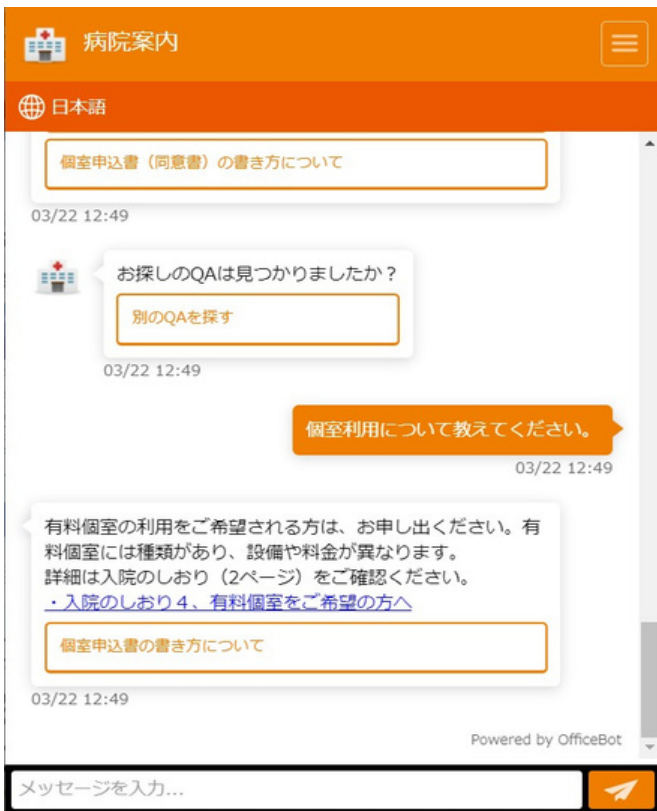 病院案内
日本語
個室申込書（同意書）の書き方について
03/22 12:49
お探しのQAは見つかりましたか？
別のQAを探す
03/22 12:49
個室利用について教えてください。
03/22 12:49
有料個室の利用をご希望される方は、お申し出ください。有
料個室には種類があり、設備や料金が異なります。
詳細は入院のしおり（2ページ）をご確認ください。
・入院のしおり４、有料個室をご希望の方へ
個室申込書の書き方について
03/22 12:49
Powered by OfficeBot
メッセージを入力...